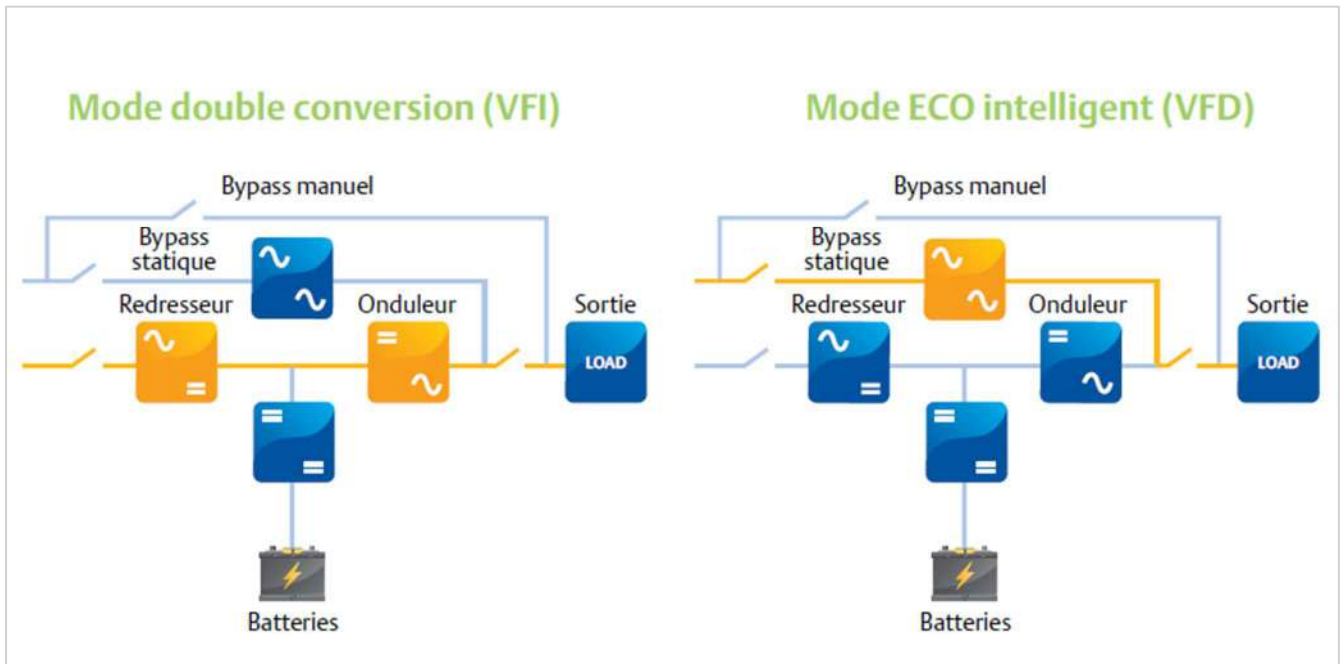 Mode double conversion (VFI)
Bypass manuel
Bypass
statique
Redresseur
Onduleur
Sortie
LOAD
Batteries
Mode ECO intelligent (VFD)
Bypass manuel
Bypass
statique
Redresseur
Onduleur
Sortie
LOAD
Batteries